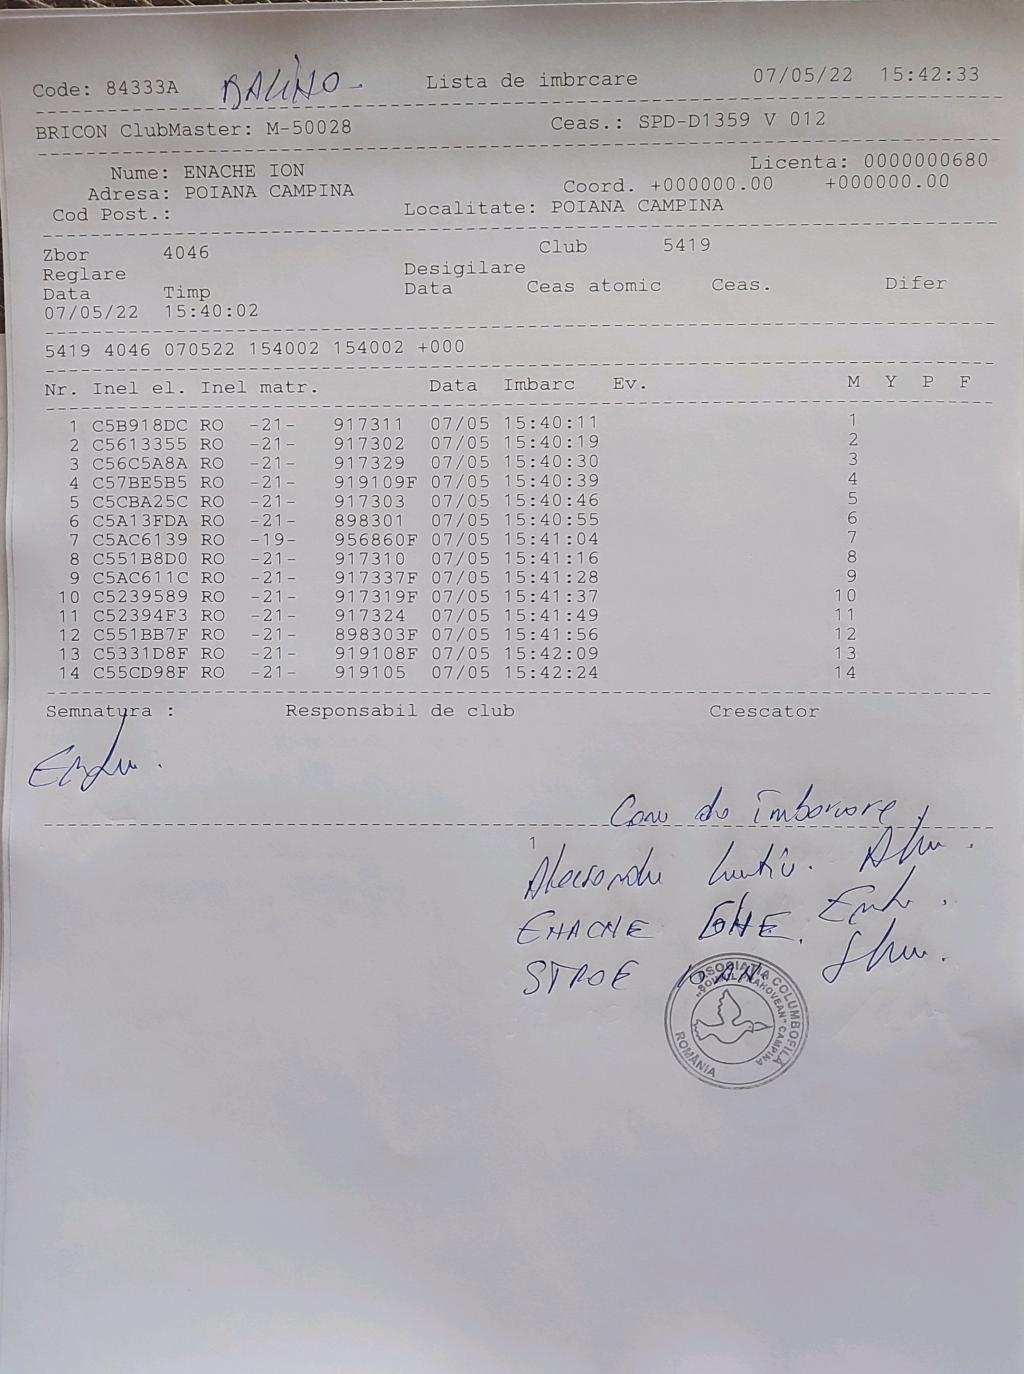 Code: 84333A BALINO- Lista de imbrcare 07/05/22 15:42:33
BRICON ClubMaster: M-50028 Ceas.: SPD-D1359 V 012
Nume: ENACHE ION Licenta: 0000000680
Adresa: POIANA CAMPINA Coord. +000000.00 +000000.00
Cod Post.: Localitate: POIANA CAMPINA
Zbor 4046 Club 5419
Reglare Desigilare
Data Timp Data Ceas atomic Ceas. Difer
07/05/22 15:40:02
5419 4046 070522 154002 154002 +000
Nr. Inel el. Inel matr. Data Imbarc Ev. M Y P F
1 C5B918DC RO -21- 917311 07/05 15:40:11 1
2 C5613355 RO -21- 917302 07/05 15:40:19 2
3 C56C5A8A RO -21- 917329 07/05 15:40:30 3
4 C57BE5B5 RO -21- 919109F 07/05 15:40:39 4
5 C5CBA25C RO -21- 917303 07/05 15:40:46 5
6 C5A13FDA RO -21- 898301 07/05 15:40:55 6
7 C5AC6139 RO -19- 956860F 07/05 15:41:04 7
8 C551B8D0 RO -21- 917310 07/05 15:41:16 8
9 C5AC611C RO -21- 917337F 07/05 15:41:28 9
10 C5239589 RO -21- 917319F 07/05 15:41:37 10
11 C52394F3 RO -21- 917324 07/05 15:41:49 11
12 C551BB7F RO -21- 898303F 07/05 15:41:56 12
13 C5331D8F RO -21- 919108F 07/05 15:42:09 13
14 C55CD98F RO -21- 919105 07/05 15:42:24 14
Semnatura : Responsabil de club Crescator
de îmbarcare
1
ENACHE
STROE IOAN
ASOCIATIA COLUMBOFILĂ
CAMPINA
ROMÂNIA